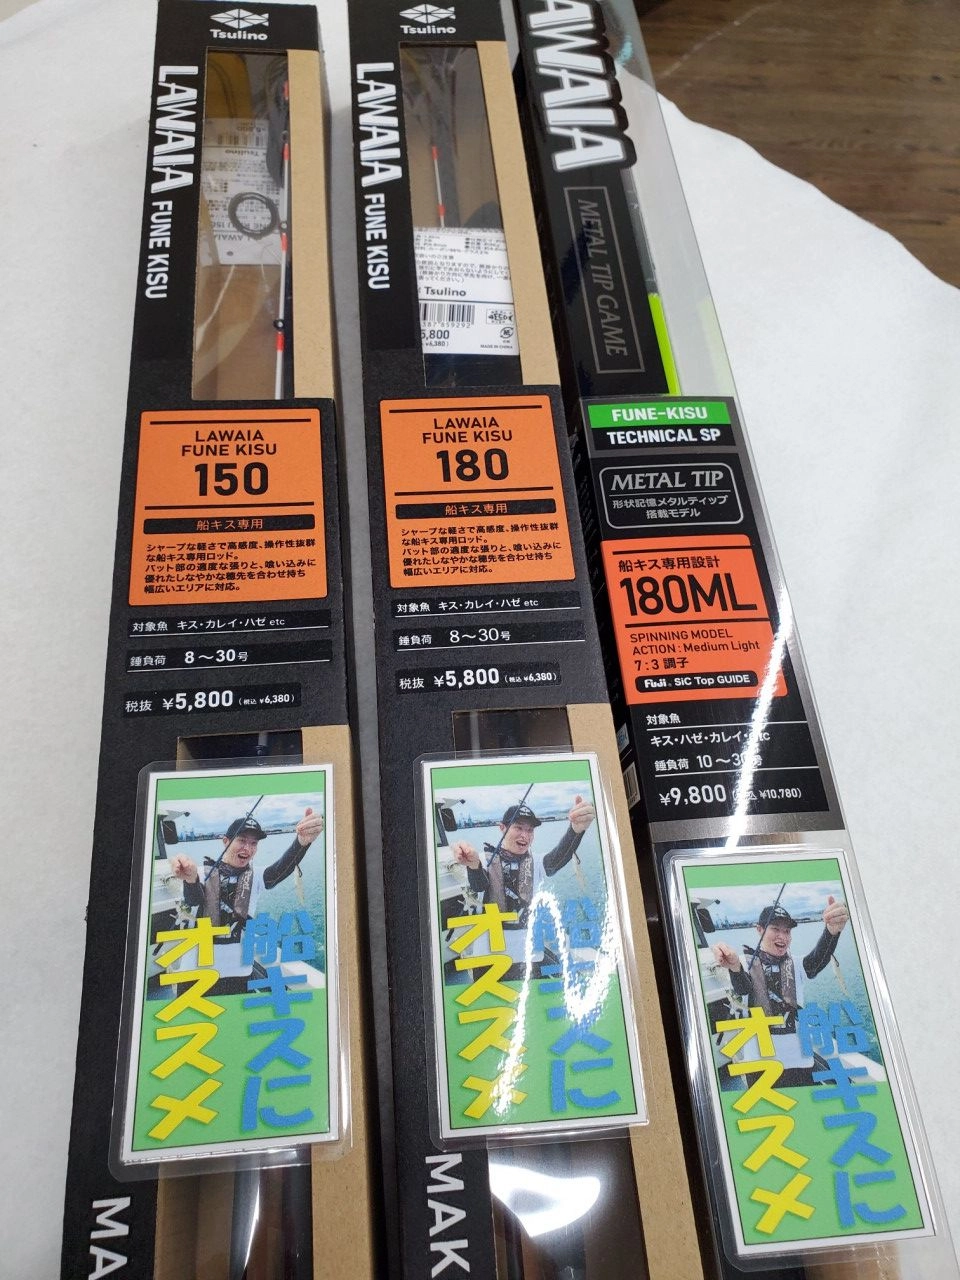 Tsulino
LAWAIA FUNE KISU
LAWAIA
FUNE KISU
150
船キス専用
シャープな軽さで高感度、操作性抜群
な船キス専用ロッド。
バット部の適度な張りと、喰い込みに
優れたしなやかな穂先を合わせ持ち
幅広いエリアに対応。
対象魚 キス・カレイ・ハゼ etc
錘負荷 8〜30号
税抜 ¥5,800 (税込 ¥6,380)
船キスに
オススメ
MA
Tsulino
LAWAIA FUNE KISU
Tsulino
5,800
¥6,380)
MADE IN CHINA
LAWAIA
FUNE KISU
180
船キス専用
シャープな軽さで高感度、操作性抜群
な船キス専用ロッド。
バット部の適度な張りと、喰い込みに
優れたしなやかな穂先を合わせ持ち
幅広いエリアに対応。
対象魚 キス・カレイ・ハゼ etc
錘負荷 8〜30号
税抜 ¥5,800 (税込 ¥6,380)
船キスに
オススメ
MAK
AWAIA
METAL TIP GAME
FUNE-KISU
TECHNICAL SP
METAL TIP
形状記憶メタルティップ
搭載モデル
船キス専用設計
180ML
SPINNING MODEL
ACTION : Medium Light
7:3 調子
Fuji SiC Top GUIDE
対象魚
キス・ハゼ・カレイ・etc
錘負荷 10〜30号
¥9,800 (税込 ¥10,780)
船キスに
オススメ